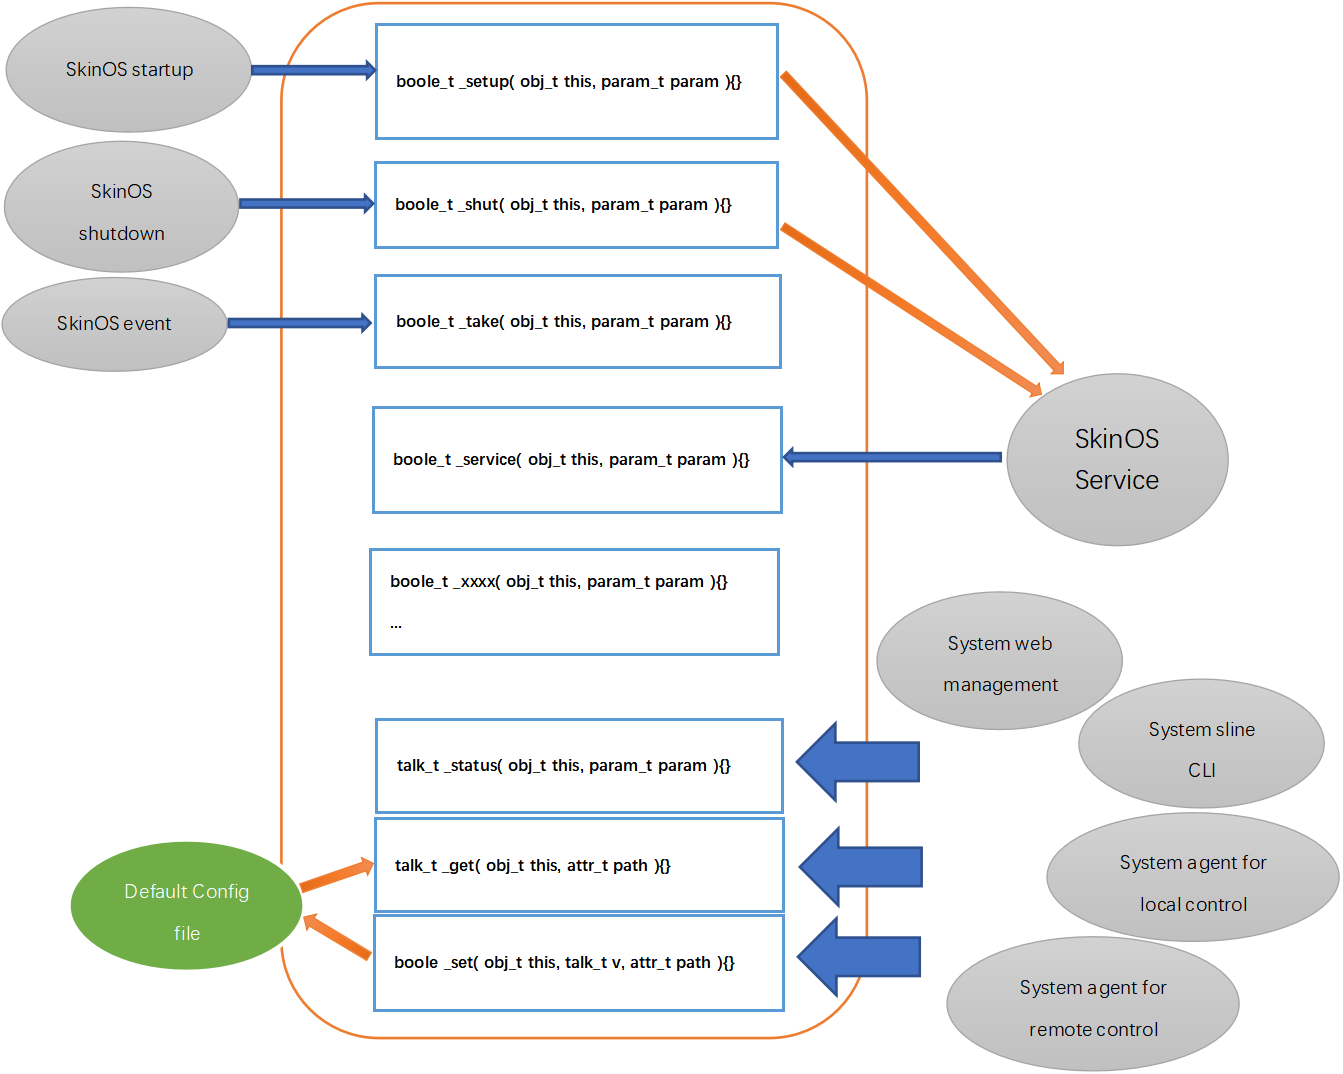 SkinOS startup
boole_t _setup( obj_t this, param_t param ){}
SkinOS
shutdown
boole_t _shut( obj_t this, param_t param ){}
SkinOS event
boole_t _take( obj_t this, param_t param ){}
boole_t _service( obj_t this, param_t param ){}
SkinOS
Service
boole_t _xxxx( obj_t this, param_t param ){}
...
System web
management
System sline
CLI
talk_t _status( obj_t this, param_t param ){}
talk_t _get( obj_t this, attr_t path ){}
System agent for
local control
Default Config
file
boole _set( obj_t this, talk_t v, attr_t path ){}
System agent for
remote control